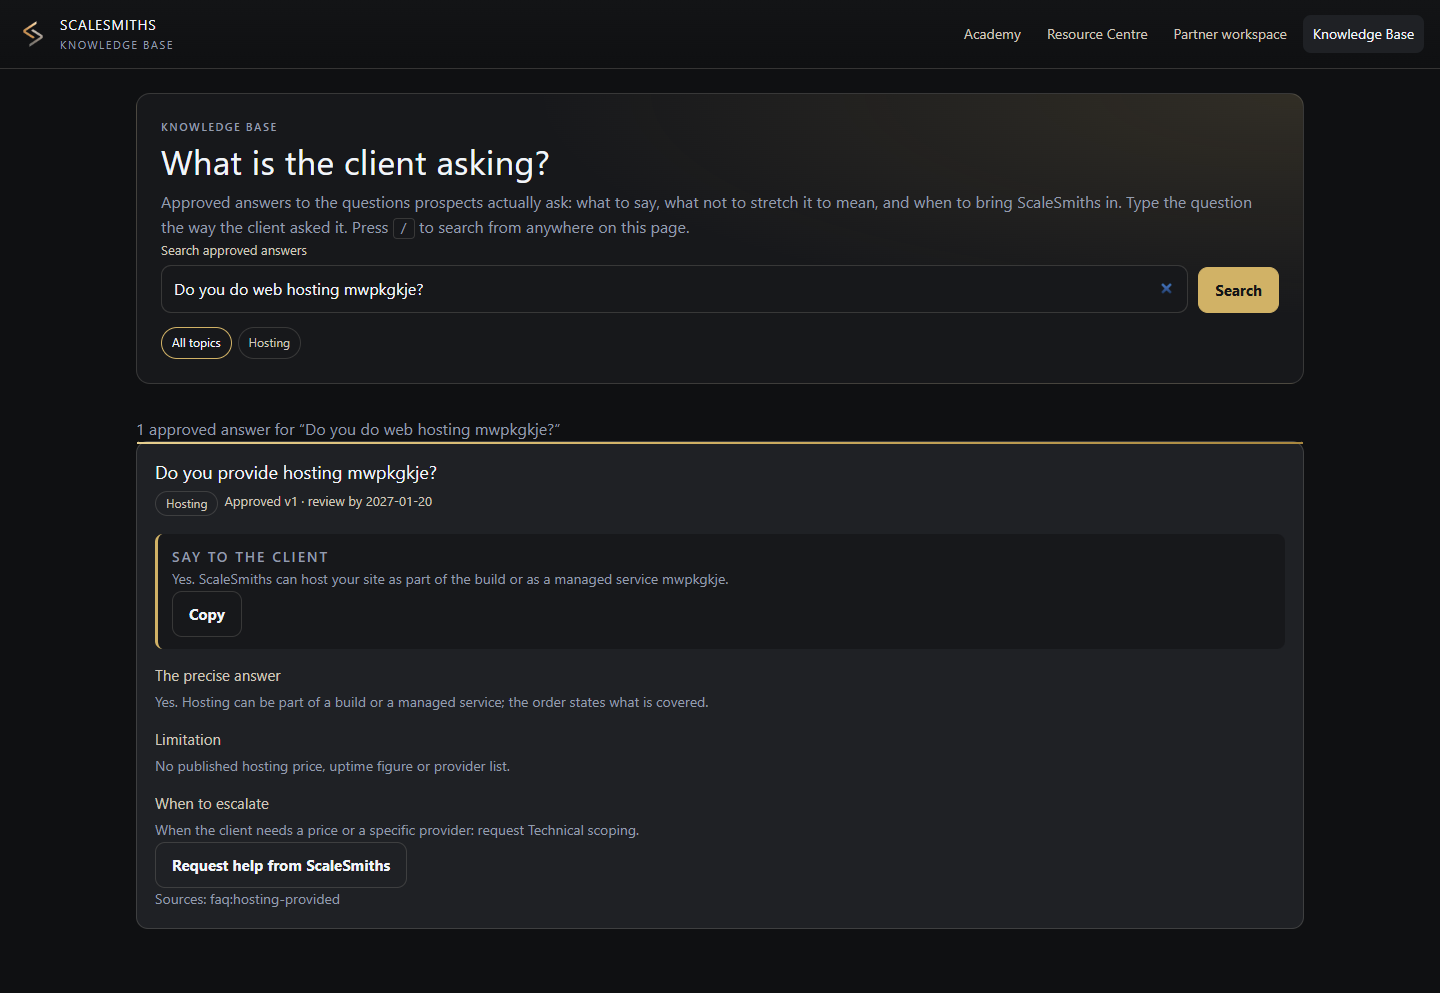 SCALESMITHS
KNOWLEDGE BASE
Academy
Resource Centre
Partner workspace
Knowledge Base
KNOWLEDGE BASE
What is the client asking?
Approved answers to the questions prospects actually ask: what to say, what not to stretch it to mean, and when to bring ScaleSmiths in. Type the question
the way the client asked it. Press / to search from anywhere on this page.
Search approved answers
Do you do web hosting mwpkgkje?
Search
All topics
Hosting
1 approved answer for “Do you do web hosting mwpkgkje?”
Do you provide hosting mwpkgkje?
Hosting
Approved v1 · review by 2027-01-20
SAY TO THE CLIENT
Yes. ScaleSmiths can host your site as part of the build or as a managed service mwpkgkje.
Copy
The precise answer
Yes. Hosting can be part of a build or a managed service; the order states what is covered.
Limitation
No published hosting price, uptime figure or provider list.
When to escalate
When the client needs a price or a specific provider: request Technical scoping.
Request help from ScaleSmiths
Sources: faq:hosting-provided